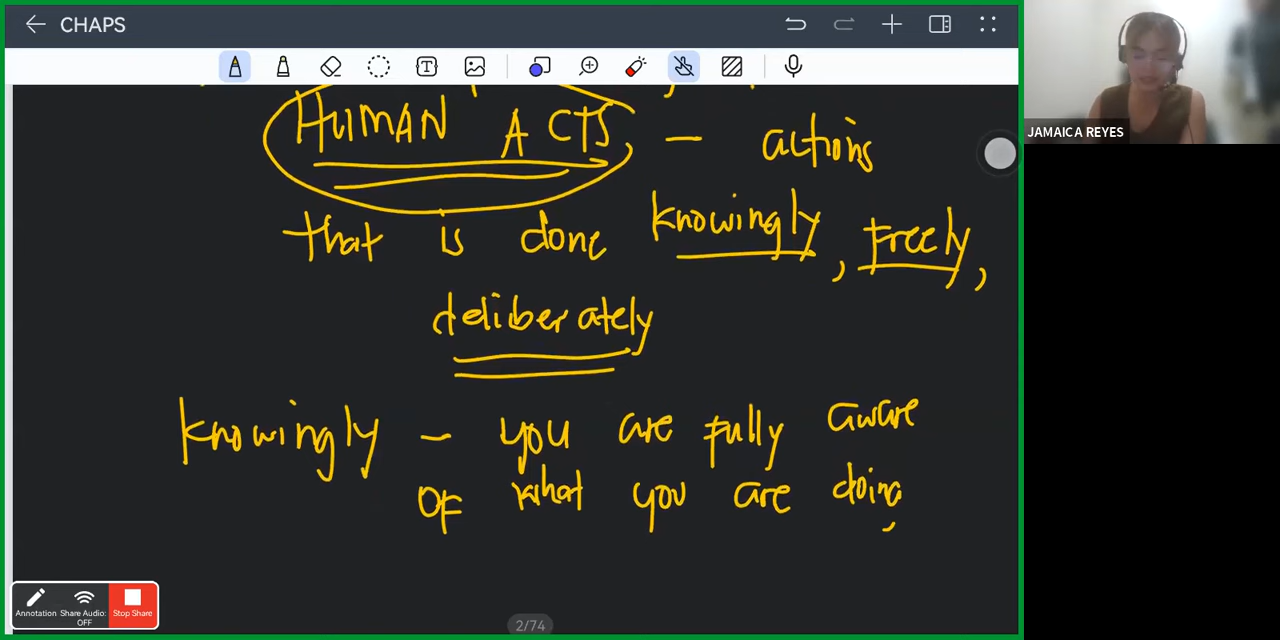 CHAPS
HUMAN ACTS, - actions
that is done knowingly, freely,
deliberately
knowingly - you are fully aware
of what you are doing
JAMAICA REYES
Annotation Share Audio: OFF Stop Share
2/74